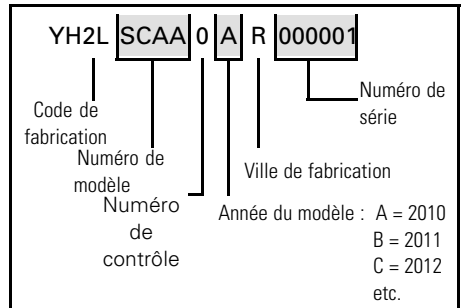 YH2L SCAA 0 A R 000001
Numéro de
série
Code de
fabrication
Ville de fabrication
Numéro de
modèle
Numéro
de
contrôle
Année du modèle : A = 2010
B = 2011
C = 2012
etc.